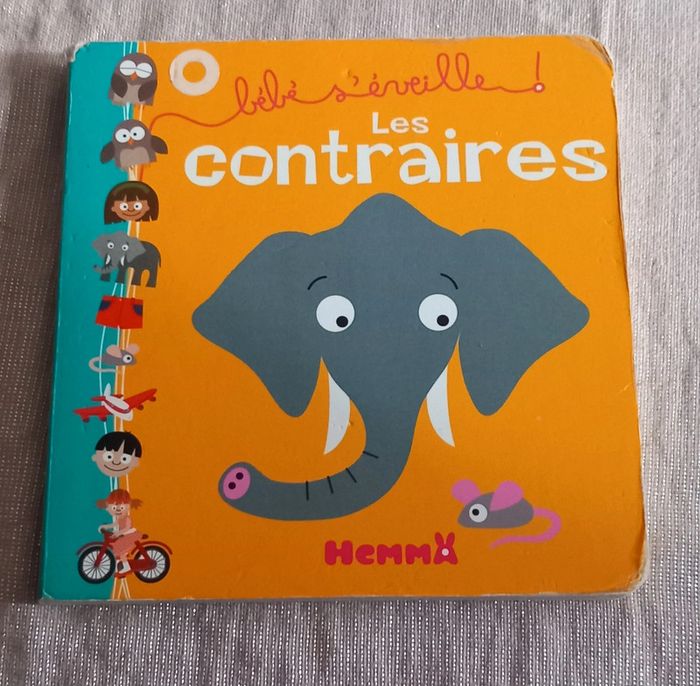 bébé s'éveille !
Les
contraires
HEMMA